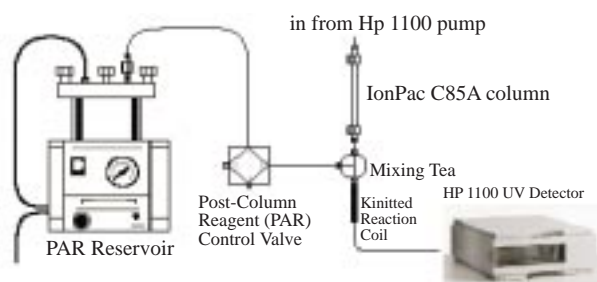 in from Hp 1100 pump
IonPac C85A column
Mixing Tea
HP 1100 UV Detector
Kinitted
Reaction
Coil
Post-Column
Reagent (PAR)
Control Valve
PAR Reservoir